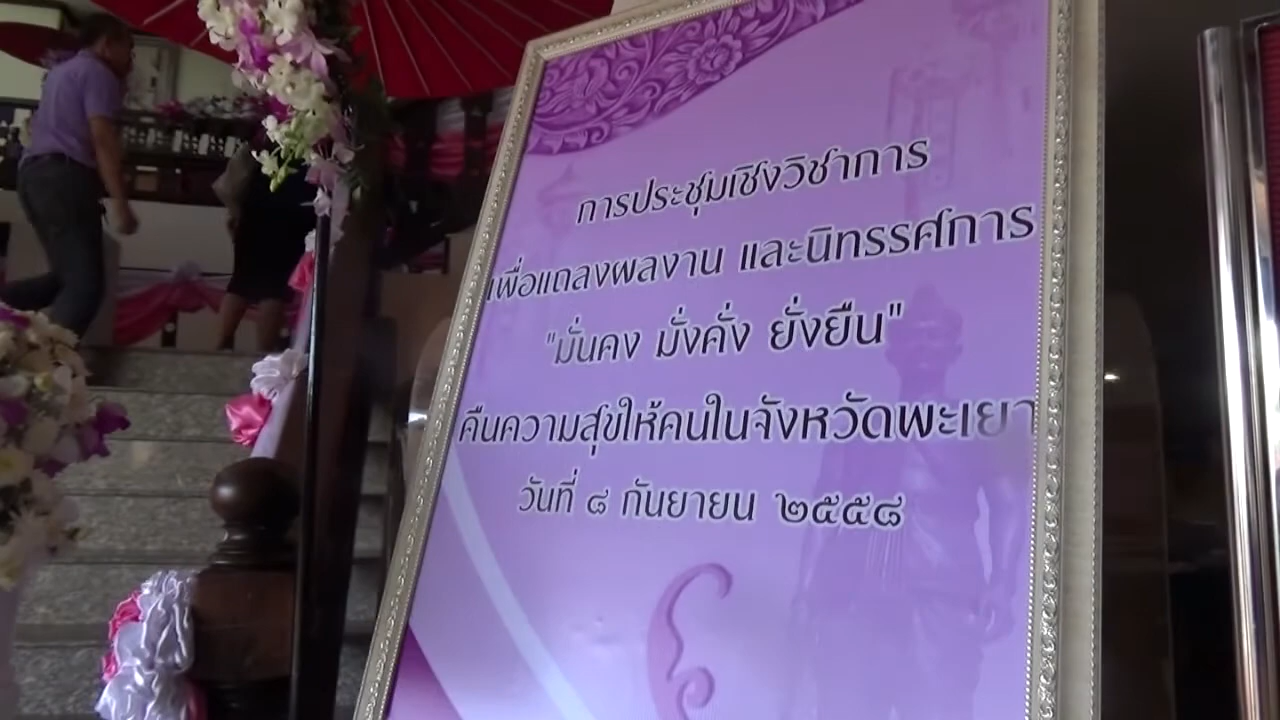 การประชุมเชิงวิชาการ
เพื่อแถลงผลงาน และนิทรรศการ
"มั่นคง มั่งคั่ง ยั่งยืน"
คืนความสุขให้คนในจังหวัดพะเยา
วันที่ ๘ กันยายน ๒๕๕๘